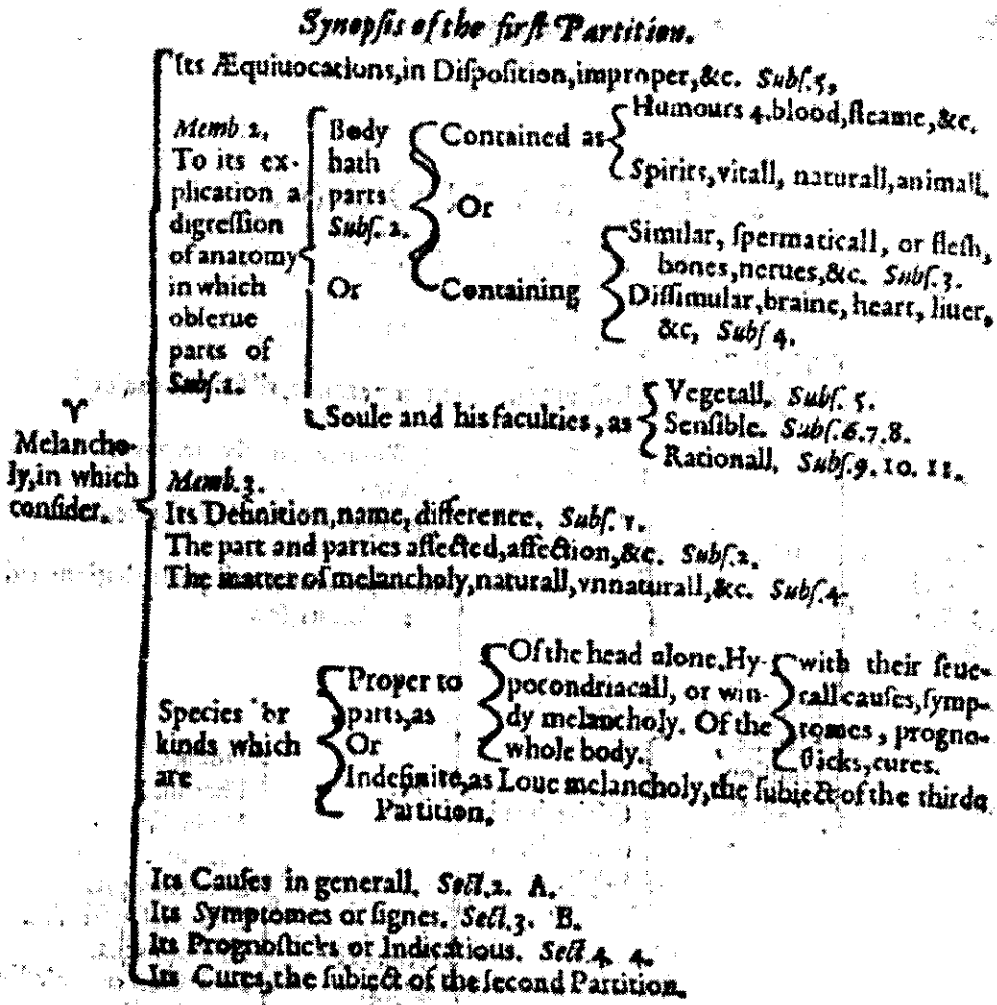 Synopſis of the firſt Partition.
Its Æquiuocations,in Diſpoſition,improper,&c. Subſ.5,
Memb.2.
To its ex-
plication a
digreſſion
of anatomy
in which
obſerue
parts of
Subſ.1.
Body
hath
parts
Subſ.2.
Or
Contained as
Humours 4.blood,fleame,&c.
Spirits,vitall, naturall,animall.
Or
Containing
Similar, ſpermaticall, or fleſh,
bones,nerues,&c. Subſ.3.
Diſſimular,braine, heart, liuer,
&c, Subſ 4.
Soule and his faculties, as
Vegetall. Subſ. 5.
Senſible. Subſ.6.7.8.
Rationall. Subſ.9. 10. 11.
♈
Melancho-
ly,in which
conſider.
Memb.3.
Its Definition,name,difference. Subſ. 1.
The part and parties affected,affection,&c. Subſ.2.
The matter of melancholy,naturall,vnnaturall,&c. Subſ.4.
Species or
kinds which
are
Proper to
parts,as
Or
Of the head alone.Hy-
pocondriacall, or win-
dy melancholy. Of the
whole body.
with their ſeue-
rall cauſes,ſymp-
tomes, progno-
ſticks,cures.
Indefinite,as Loue melancholy,the ſubiect of the thirde
Partition.
Its Cauſes in generall. Sect.2. A.
Its Symptomes or ſignes. Sect.3. B.
Its Prognoſticks or Indicatious. Sect.4. 4.
Its Cures,the ſubiect of the ſecond Partition.